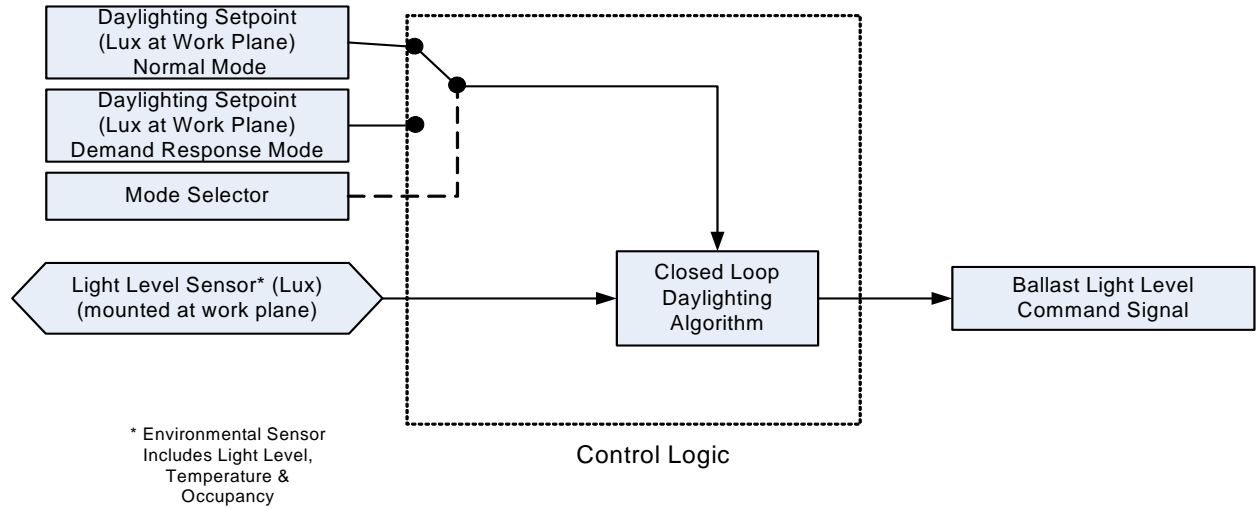 Daylighting Setpoint
(Lux at Work Plane)
Normal Mode
Daylighting Setpoint
(Lux at Work Plane)
Demand Response Mode
Mode Selector
Light Level Sensor* (Lux)
(mounted at work plane)
Closed Loop
Daylighting
Algorithm
Ballast Light Level
Command Signal
* Environmental Sensor
Includes Light Level,
Temperature &
Occupancy
Control Logic